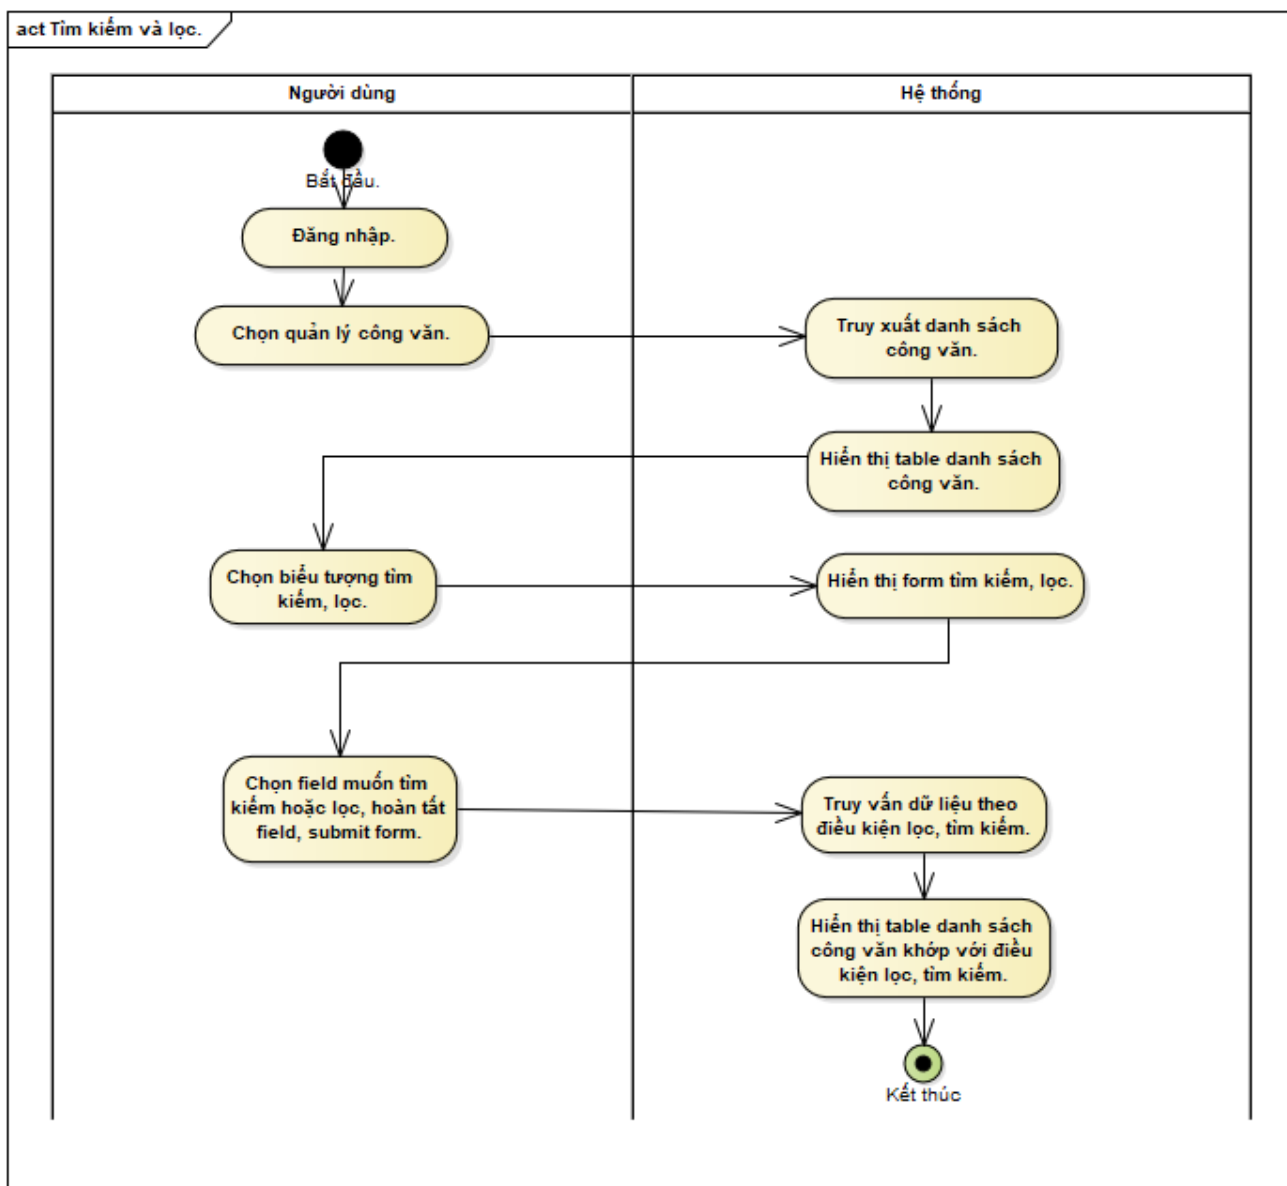 act Tìm kiếm và lọc.
Người dùng
Hệ thống
Bắt đầu.
Đăng nhập.
Chọn quản lý công văn.
Truy xuất danh sách
công văn.
Hiển thị table danh sách
công văn.
Chọn biểu tượng tìm
kiếm, lọc.
Hiển thị form tìm kiếm, lọc.
Chọn field muốn tìm
kiếm hoặc lọc, hoàn tất
field, submit form.
Truy vấn dữ liệu theo
điều kiện lọc, tìm kiếm.
Hiển thị table danh sách
công văn khớp với điều
kiện lọc, tìm kiếm.
Kết thúc